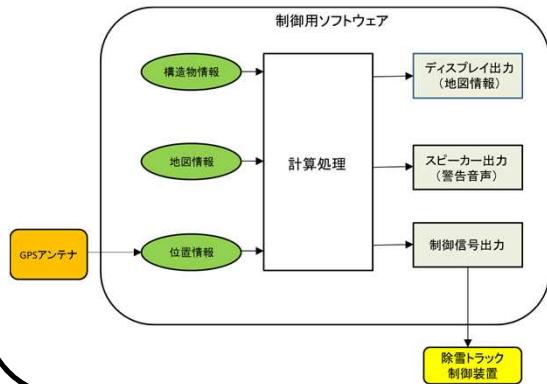 制御用ソフトウェア
構造物情報
地図情報
位置情報
GPSアンテナ
計算処理
ディスプレイ出力
（地図情報）
スピーカー出力
（警告音声）
制御信号出力
除雪トラック
制御装置